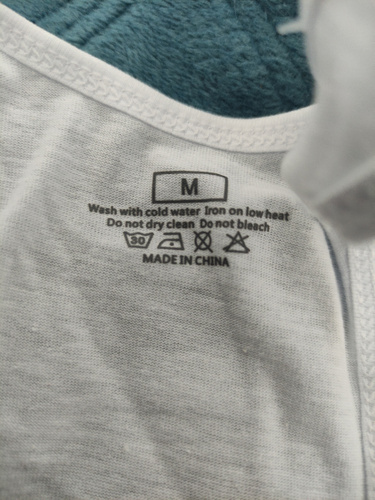 M
Wash with cold water Iron on low heat
Do not dry clean Do not bleach
30
MADE IN CHINA